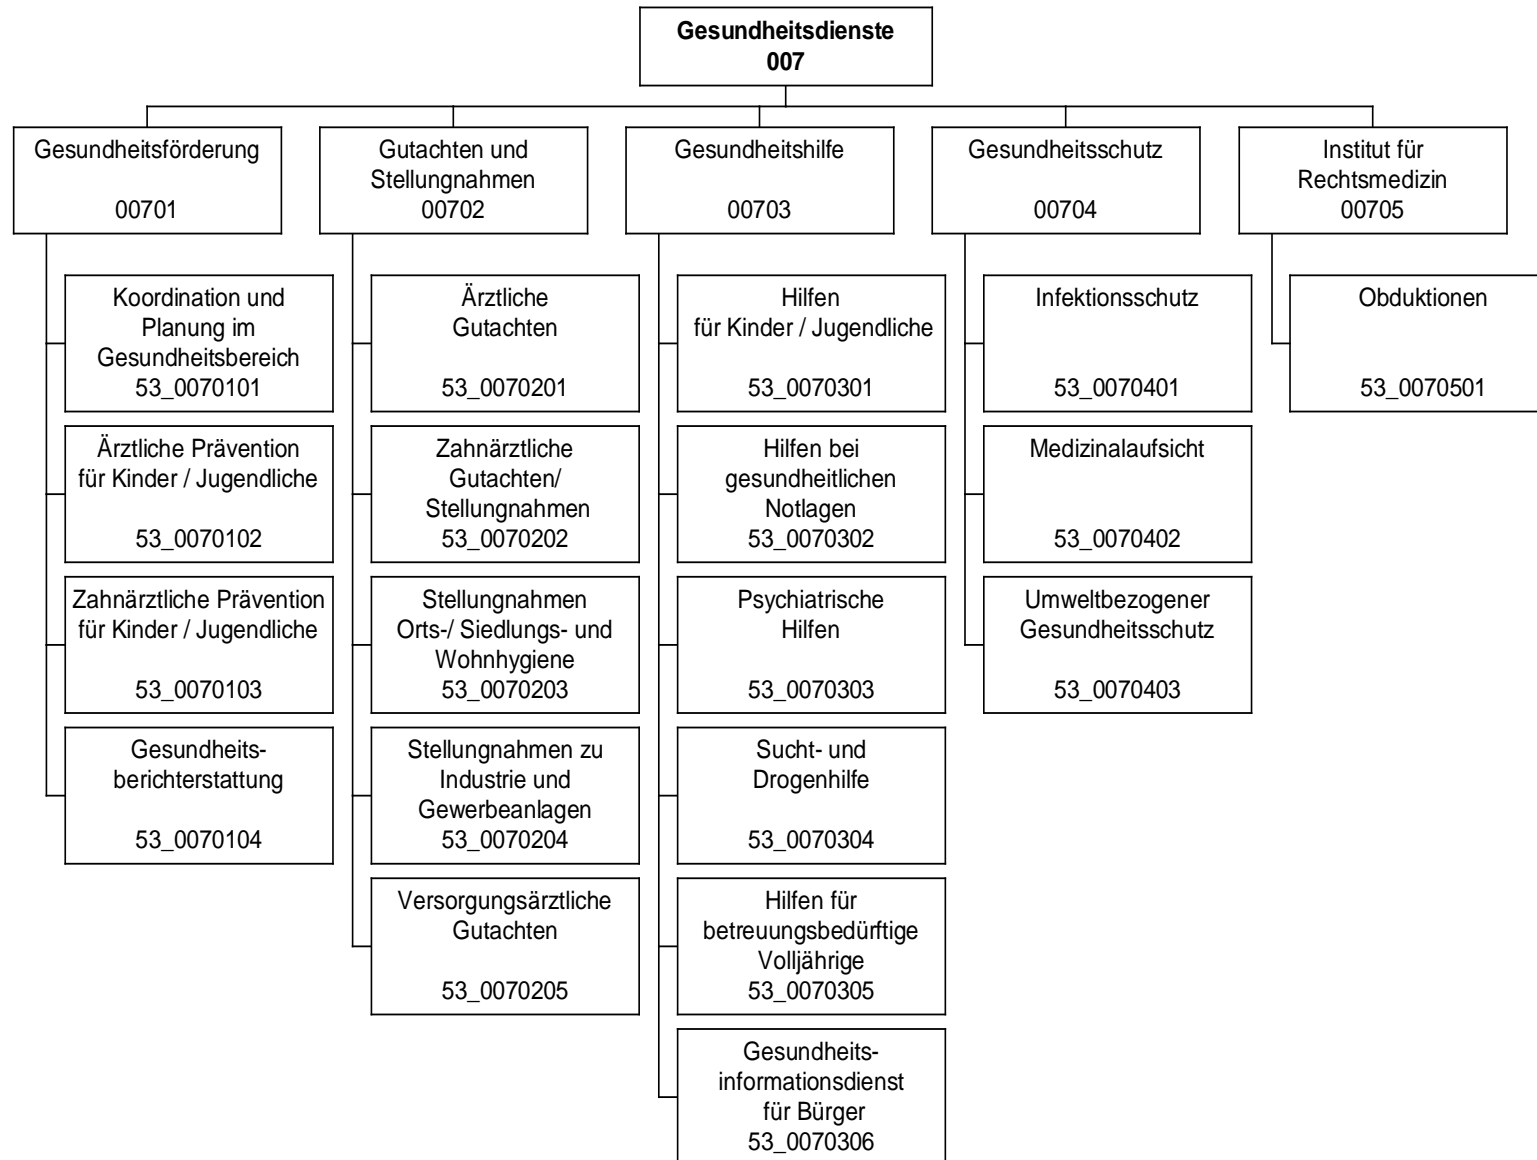 Gesundheitsdienste
007
Gesundheitsförderung
00701
Gutachten und
Stellungnahmen
00702
Gesundheitshilfe
00703
Gesundheitsschutz
00704
Institut für
Rechtsmedizin
00705
Koordination und
Planung im
Gesundheitsbereich
53_0070101
Ärztliche Prävention
für Kinder / Jugendliche
53_0070102
Zahnärztliche Prävention
für Kinder / Jugendliche
53_0070103
Gesundheits-
berichterstattung
53_0070104
Ärztliche
Gutachten
53_0070201
Zahnärztliche
Gutachten/
Stellungnahmen
53_0070202
Stellungnahmen
Orts-/ Siedlungs- und
Wohnhygiene
53_0070203
Stellungnahmen zu
Industrie und
Gewerbeanlagen
53_0070204
Versorgungsärztliche
Gutachten
53_0070205
Hilfen
für Kinder / Jugendliche
53_0070301
Hilfen bei
gesundheitlichen
Notlagen
53_0070302
Psychiatrische
Hilfen
53_0070303
Sucht- und
Drogenhilfe
53_0070304
Hilfen für
betreuungsbedürftige
Volljährige
53_0070305
Gesundheits-
informationsdienst
für Bürger
53_0070306
Infektionsschutz
53_0070401
Medizinalaufsicht
53_0070402
Umweltbezogener
Gesundheitsschutz
53_0070403
Obduktionen
53_0070501